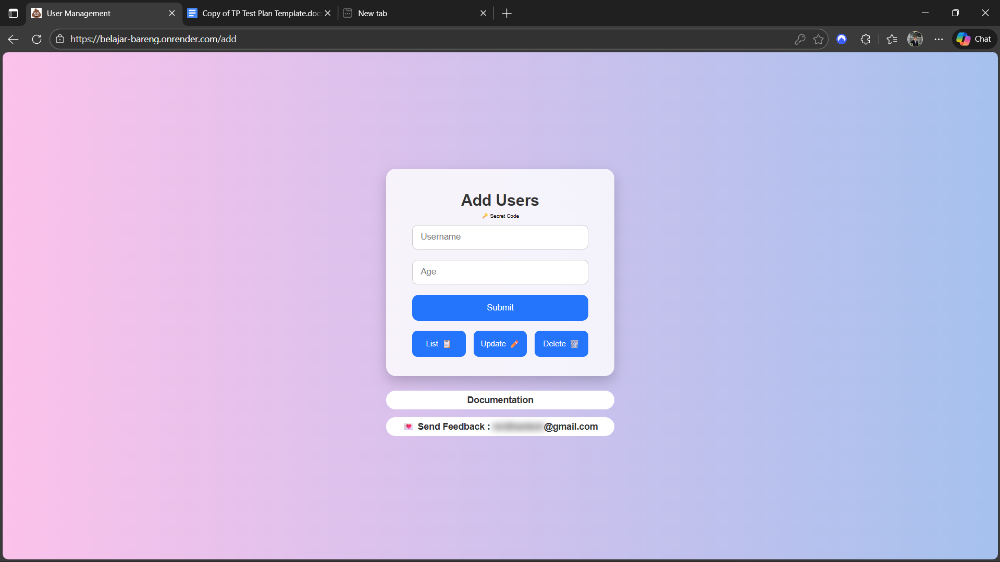 User Management
Copy of TP Test Plan Template.doc
New tab
https://belajar-bareng.onrender.com/add
Chat
Add Users
🔑 Secret Code
Username
Age
Submit
List 📋
Update ✏️
Delete 🗑️
Documentation
💌 Send Feedback : @gmail.com